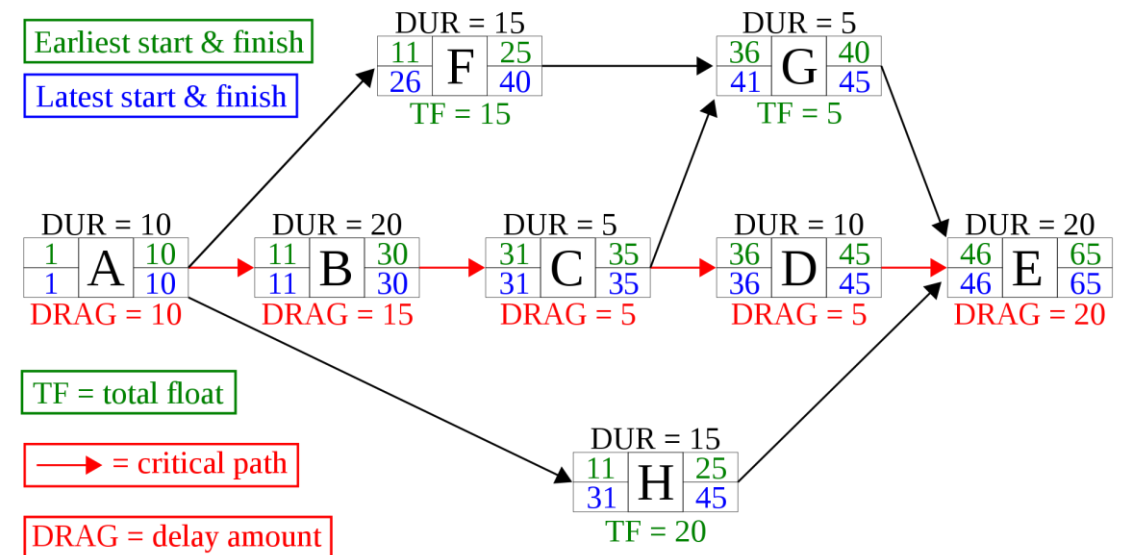 Earliest start & finish
Latest start & finish
DUR = 15
11 F 25
26 40
TF = 15
DUR = 5
36 G 40
41 45
TF = 5
DUR = 10
1 A 10
1 10
DRAG = 10
DUR = 20
11 B 30
11 30
DRAG = 15
DUR = 5
31 C 35
31 35
DRAG = 5
DUR = 10
36 D 45
36 45
DRAG = 5
DUR = 20
46 E 65
46 65
DRAG = 20
TF = total float
= critical path
DRAG = delay amount
DUR = 15
11 H 25
31 45
TF = 20